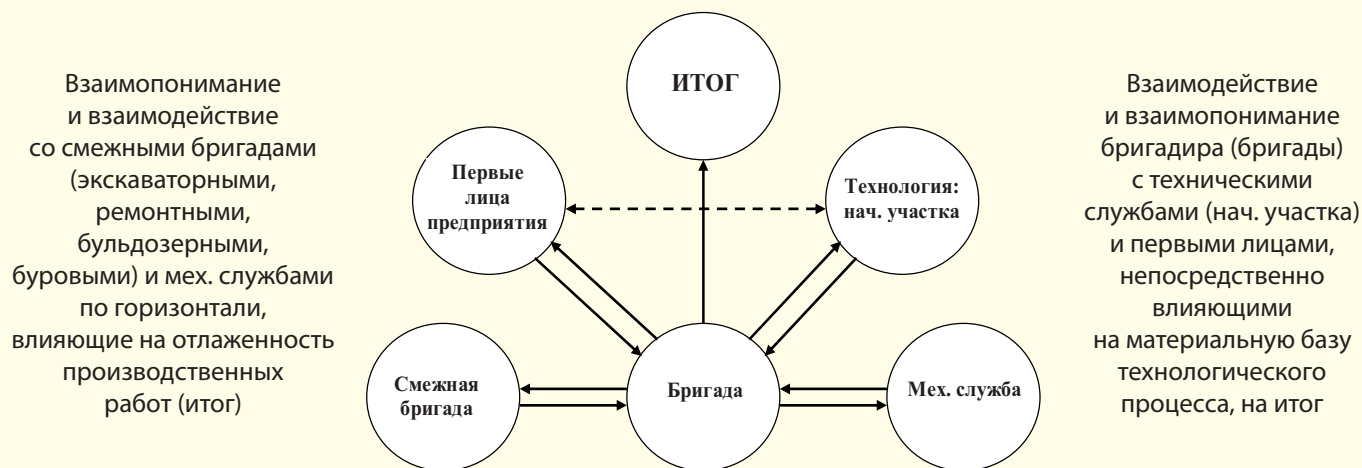 Взаимопонимание
и взаимодействие
со смежными бригадами
(экскаваторными,
ремонтными,
бульдозерными,
буровыми) и мех. службами
по горизонтали,
влияющие на отлаженность
производственных
работ (итог)
ИТОГ
Первые
лица
предприятия
Технология:
нач. участка
Смежная
бригада
Бригада
Мех. служба
Взаимодействие
и взаимопонимание
бригадира (бригады)
с техническими
службами (нач. участка)
и первыми лицами,
непосредственно
влияющими
на материальную базу
технологического
процесса, на итог